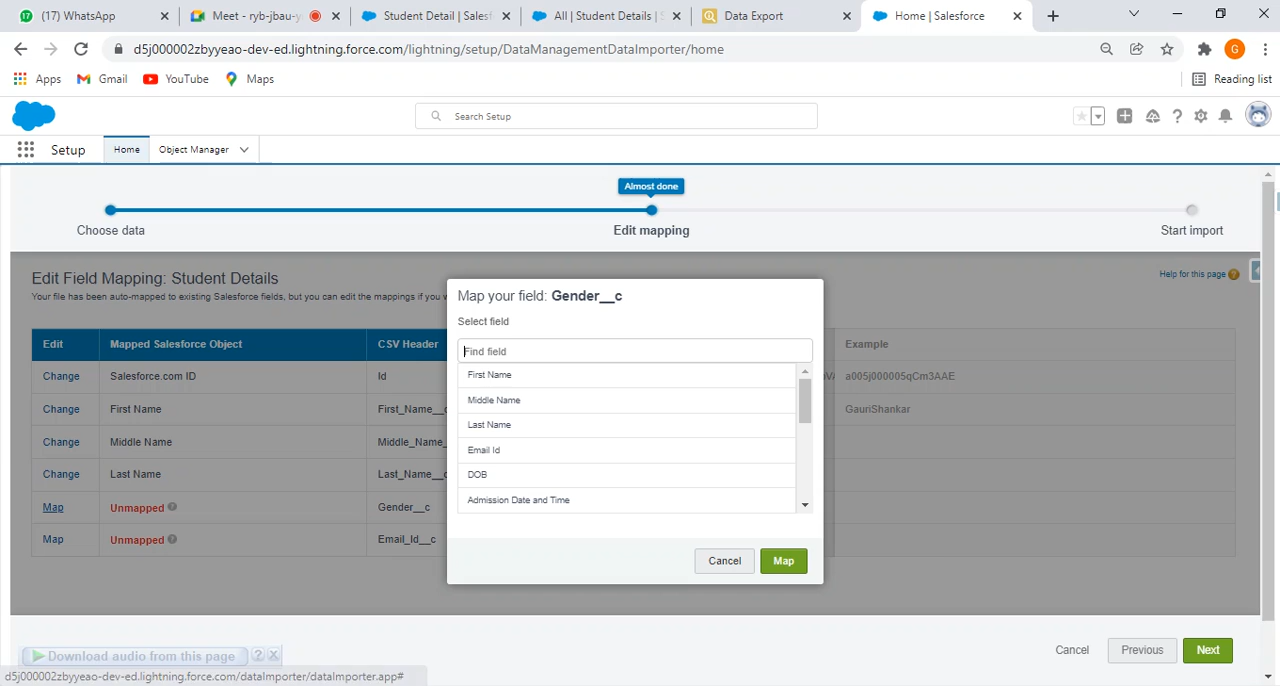 (17) WhatsApp
Meet - ryb-jbau-
Student Detail | Salesf
All | Student Details | S
Data Export
Home | Salesforce
d5j000002zbyyeao-dev-ed.lightning.force.com/lightning/setup/DataManagementDataImporter/home
G
Apps
Gmail
YouTube
Maps
Reading list
Search Setup
Setup
Home
Object Manager
Almost done
Choose data
Edit mapping
Start import
Edit Field Mapping: Student Details
Help for this page
Your file has been auto-mapped to existing Salesforce fields, but you can edit the mappings if you w
Edit
Mapped Salesforce Object
CSV Header
Example
Change
Salesforce.com ID
Id
a005j000005qCm3AAE
Change
First Name
First_Name__c
GauriShankar
Change
Middle Name
Middle_Name_
Change
Last Name
Last_Name__c
Map
Unmapped
Gender__c
Map
Unmapped
Email_Id__c
Map your field: Gender__c
Select field
Find field
First Name
Middle Name
Last Name
Email Id
DOB
Admission Date and Time
Cancel
Map
Cancel
Previous
Next
Download audio from this page
d5j000002zbyyeao-dev-ed.lightning.force.com/dataImporter/dataImporter.app#